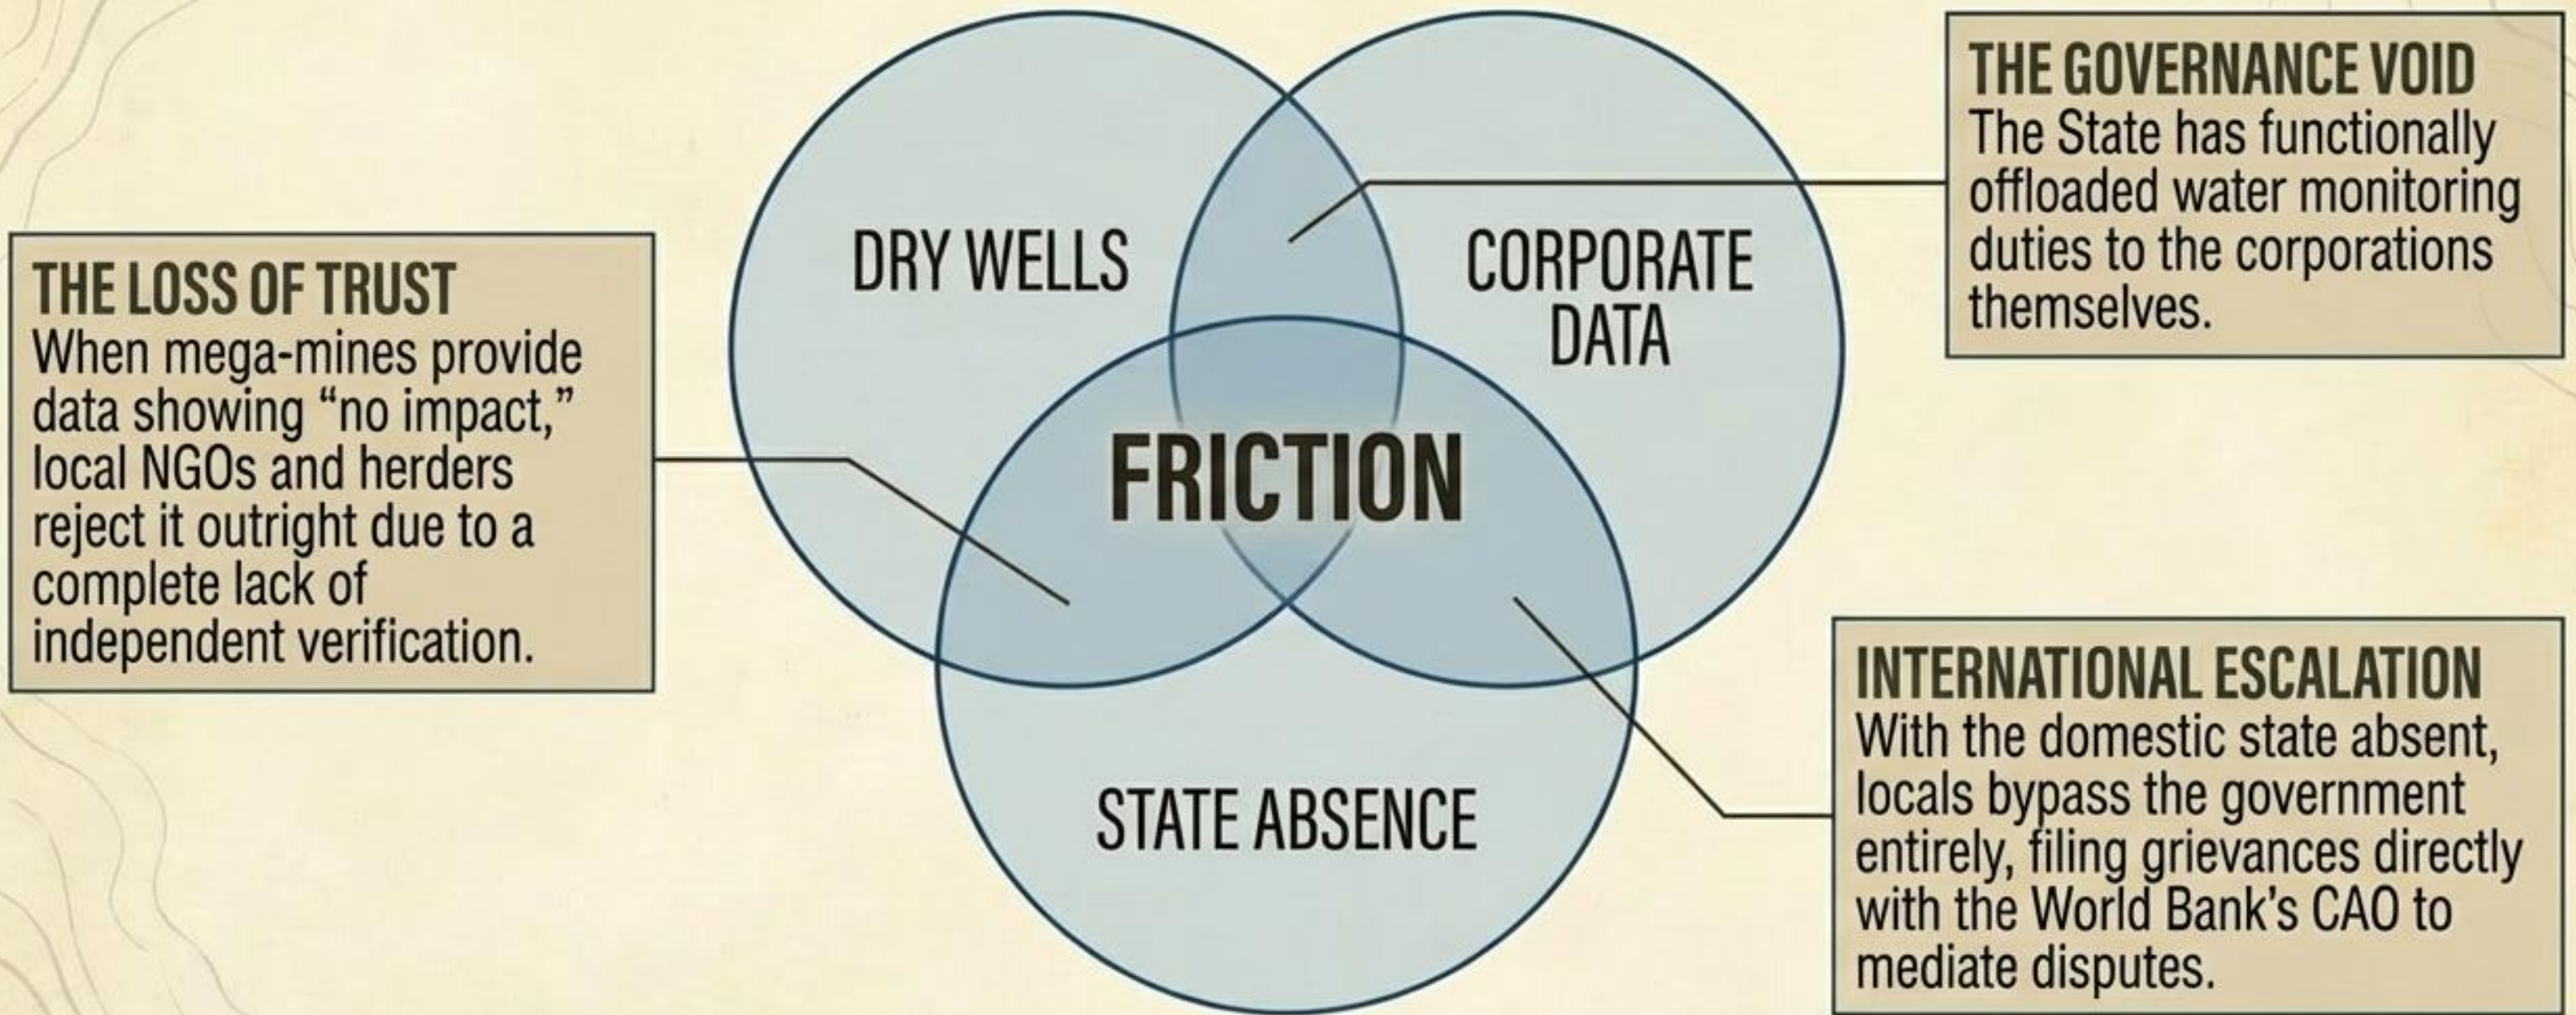 THE LOSS OF TRUST
When mega-mines provide
data showing “no impact,”
local NGOs and herders
reject it outright due to a
complete lack of
independent verification.
DRY WELLS
CORPORATE
DATA
FRICTION
STATE ABSENCE
THE GOVERNANCE VOID
The State has functionally
offloaded water monitoring
duties to the corporations
themselves.
INTERNATIONAL ESCALATION
With the domestic state absent,
locals bypass the government
entirely, filing grievances directly
with the World Bank’s CAO to
mediate disputes.